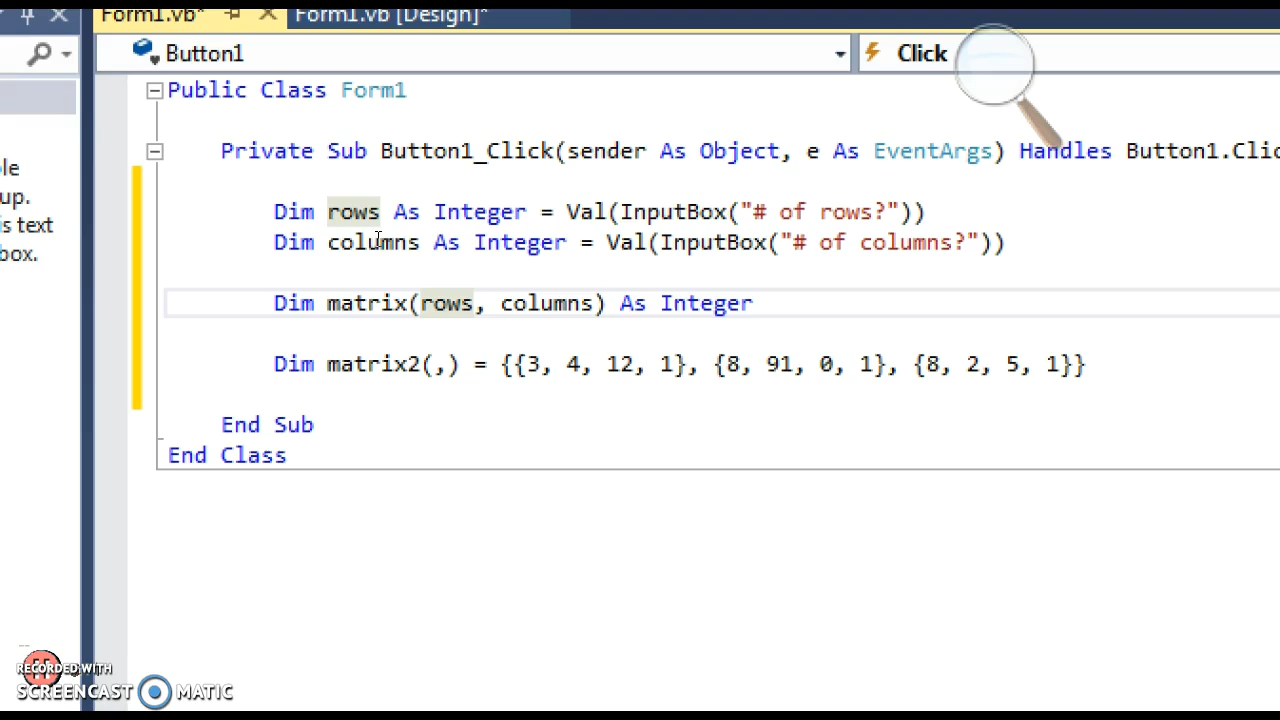 Form1.vb*
Form1.vb [Design]*
Button1
Click
Public Class Form1
Private Sub Button1_Click(sender As Object, e As EventArgs) Handles Button1.Clic
Dim rows As Integer = Val(InputBox("# of rows?"))
Dim columns As Integer = Val(InputBox("# of columns?"))
Dim matrix(rows, columns) As Integer
Dim matrix2(,) = {{3, 4, 12, 1}, {8, 91, 0, 1}, {8, 2, 5, 1}}
End Sub
End Class
ole
up.
is text
box.
RECORDED WITH
SCREENCAST MATIC